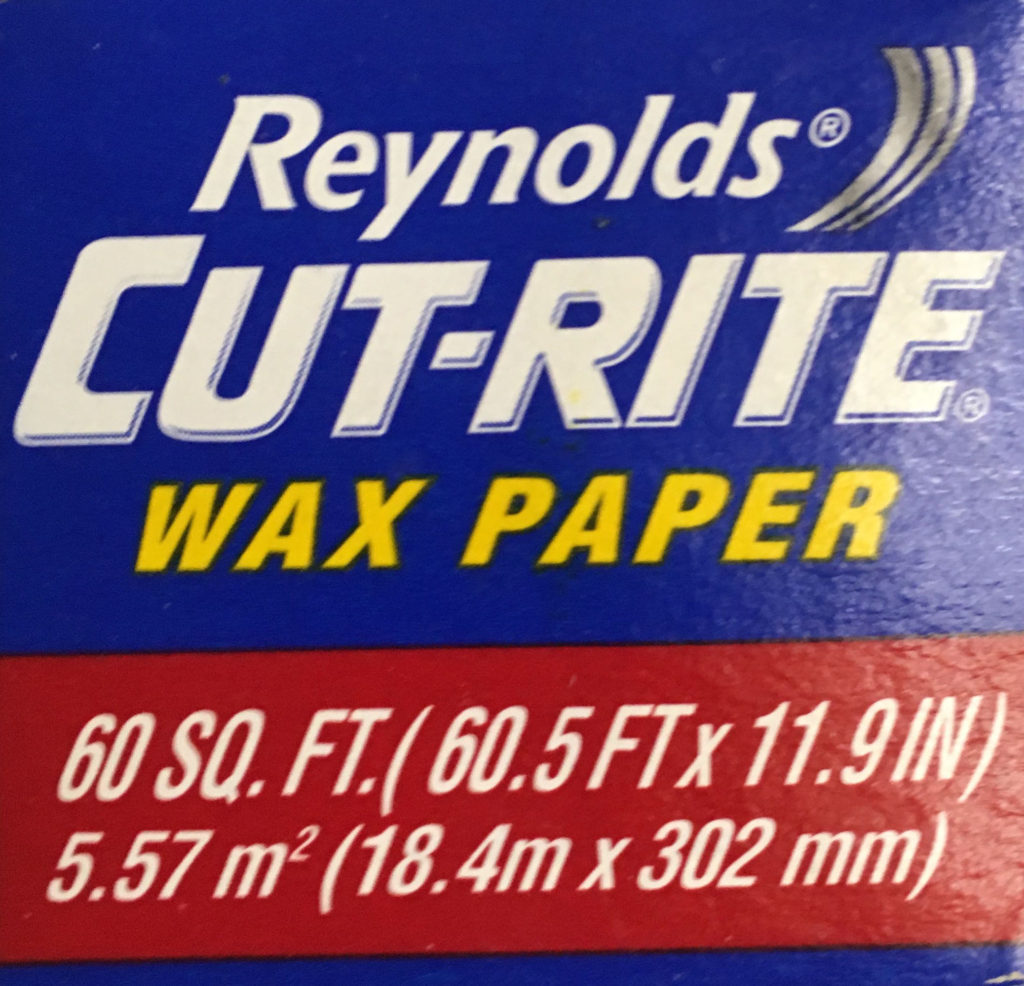 Reynolds®
CUT-RITE®
WAX PAPER
60 SQ. FT. (60.5 FT x 11.9 IN)
5.57 m² (18.4m x 302 mm)